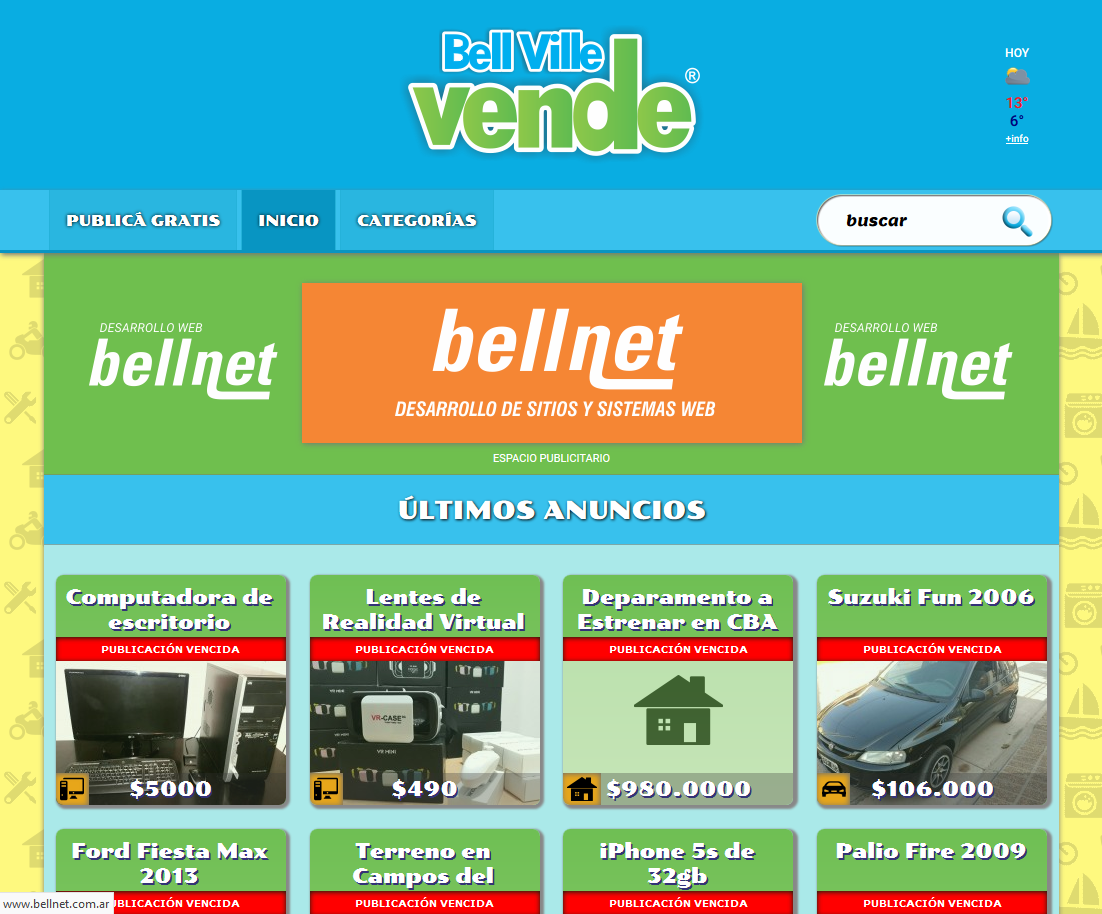 Bell Ville
vende®
HOY
13°
6°
+info
PUBLICÁ GRATIS
INICIO
CATEGORÍAS
buscar
DESARROLLO WEB
bellnet
bellnet
DESARROLLO DE SITIOS Y SISTEMAS WEB
DESARROLLO WEB
bellnet
ESPACIO PUBLICITARIO
ÚLTIMOS ANUNCIOS
Computadora de
escritorio
PUBLICACIÓN VENCIDA
$5000
Lentes de
Realidad Virtual
PUBLICACIÓN VENCIDA
VR-CASE
VR MINI
$490
Deparamento a
Estrenar en CBA
PUBLICACIÓN VENCIDA
$980.0000
Suzuki Fun 2006
PUBLICACIÓN VENCIDA
$106.000
Ford Fiesta Max
2013
PUBLICACIÓN VENCIDA
Terreno en
Campos del
PUBLICACIÓN VENCIDA
iPhone 5s de
32gb
PUBLICACIÓN VENCIDA
Palio Fire 2009
PUBLICACIÓN VENCIDA
www.bellnet.com.ar